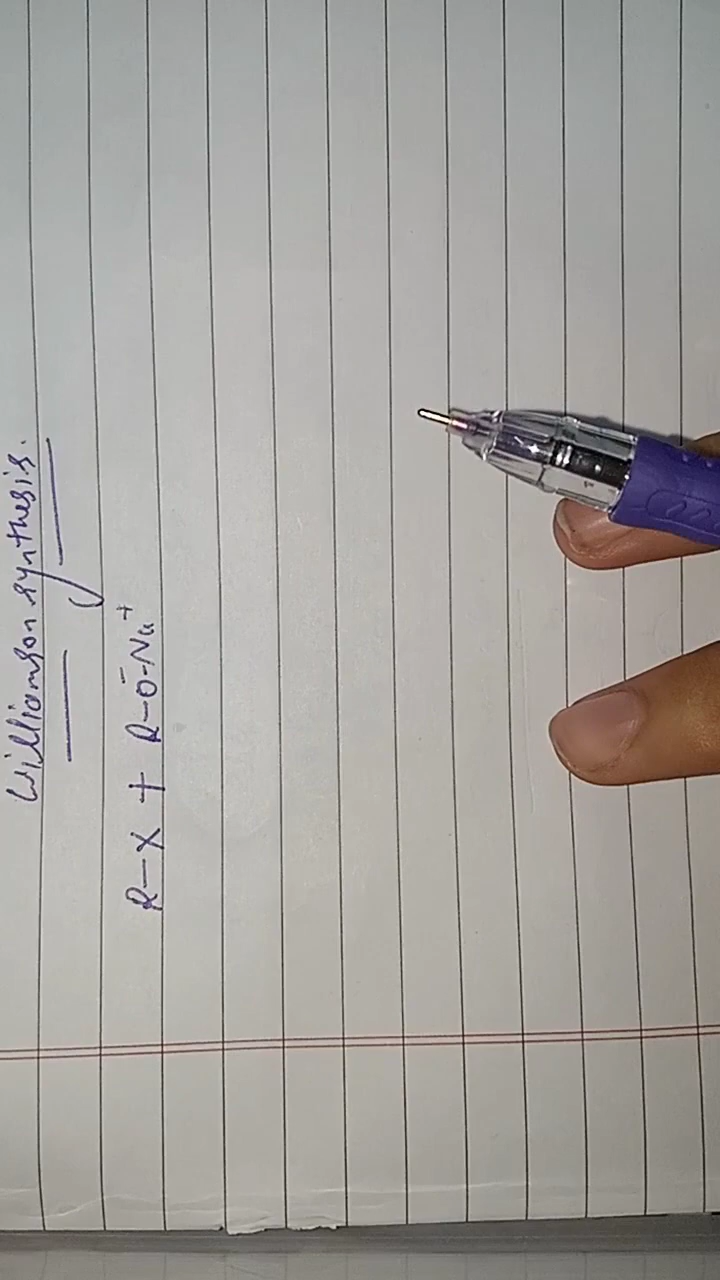 Williamson synthesis.
R-X + R-O⁻-Na⁺